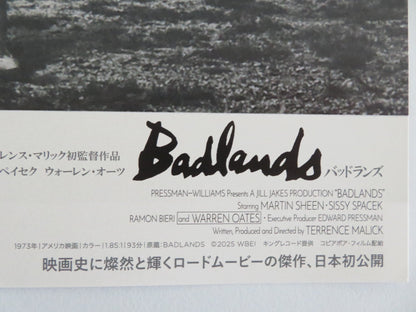 レンス・マリック初監督作品
ペイセク ウォーレン・オーツ
Badlands バッドランズ
PRESSMAN-WILLIAMS Presents A JILL JAKES PRODUCTION "BADLANDS"
Starring MARTIN SHEEN・SISSY SPACEK
RAMON BIERI and WARREN OATES・Executive Producer EDWARD PRESSMAN
Written, Produced and Directed by TERRENCE MALICK
1973年|アメリカ映画|カラー|1.85:1|93分|原題:BADLANDS ©2025 WBEI キングレコード提供 コピアポア・フィルム配給
映画史に燦然と輝くロードムービーの傑作、日本初公開